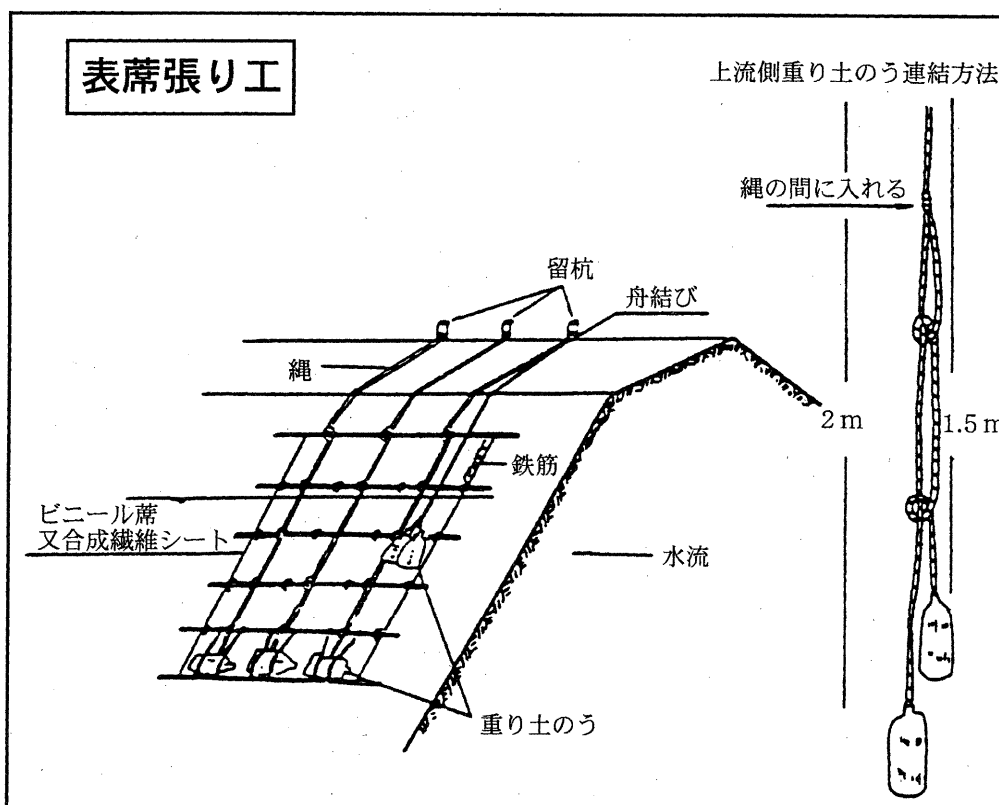 表蓆張り工
上流側重り土のう連結方法
縄の間に入れる
留杭
舟結び
縄
2m
1.5m
鉄筋
ビニール蓆
又合成繊維シート
水流
重り土のう